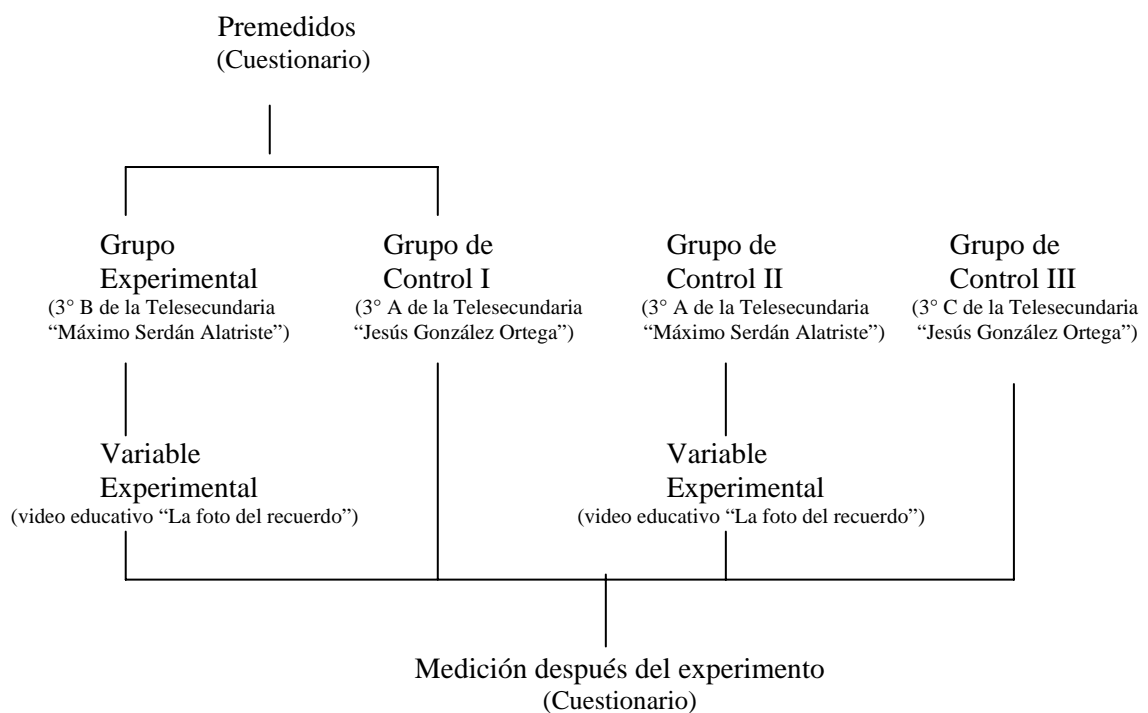 Premedidos
(Cuestionario)
Grupo
Experimental
(3° B de la Telesecundaria
“Máximo Serdán Alatriste”)
Grupo de
Control I
(3° A de la Telesecundaria
“Jesús González Ortega”)
Grupo de
Control II
(3° A de la Telesecundaria
“Máximo Serdán Alatriste”)
Grupo de
Control III
(3° C de la Telesecundaria
“Jesús González Ortega”)
Variable
Experimental
(video educativo “La foto del recuerdo”)
Variable
Experimental
(video educativo “La foto del recuerdo”)
Medición después del experimento
(Cuestionario)